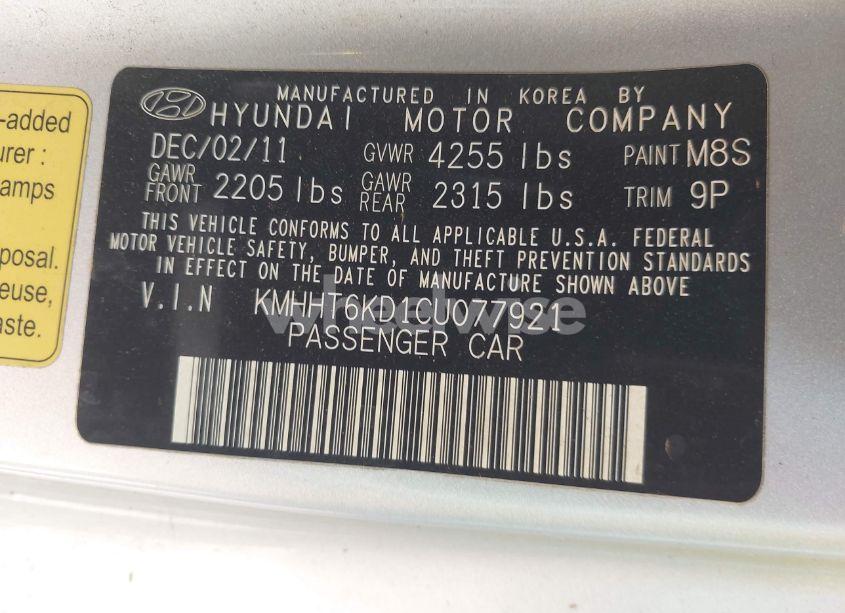 -added
urer :
amps
posal.
euse,
aste.
MANUFACTURED IN KOREA BY
HYUNDAI MOTOR COMPANY
DEC/02/11 GVWR 4255 lbs PAINT M8S
GAWR FRONT 2205 lbs GAWR REAR 2315 lbs TRIM 9P
THIS VEHICLE CONFORMS TO ALL APPLICABLE U.S.A. FEDERAL
MOTOR VEHICLE SAFETY, BUMPER, AND THEFT PREVENTION STANDARDS
IN EFFECT ON THE DATE OF MANUFACTURE SHOWN ABOVE
V.I.N KMHHT6KD1CU077921
PASSENGER CAR
wheelwise